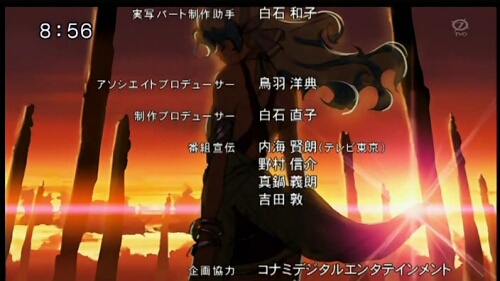 実写パート制作助手 白石 和子
8:56
TVO
アソシエイトプロデューサー 鳥羽 洋典
制作プロデューサー 白石 直子
番組宣伝 内海 賢朗(テレビ東京)
野村 信介
真鍋 義朗
吉田 敦
企画協力 コナミデジタルエンタテインメント